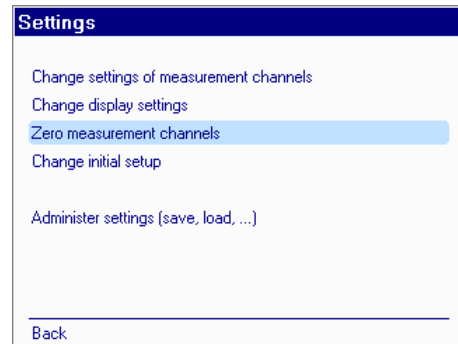 Settings
Change settings of measurement channels
Change display settings
Zero measurement channels
Change initial setup
Administer settings (save, load, ...)
Back